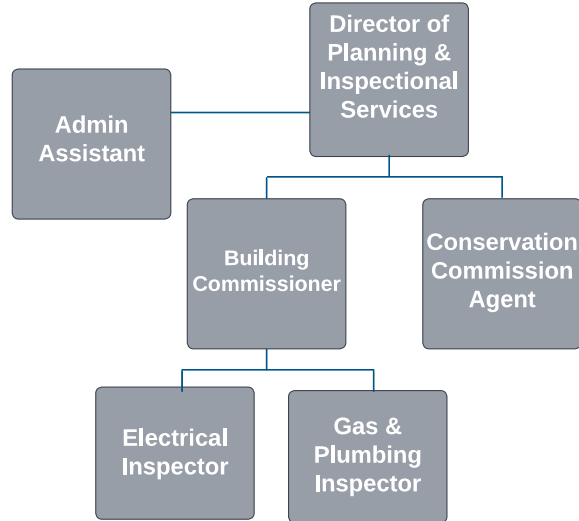 Director of
Planning &
Inspectional
Services
Admin
Assistant
Building
Commissioner
Conservation
Commission
Agent
Electrical
Inspector
Gas &
Plumbing
Inspector